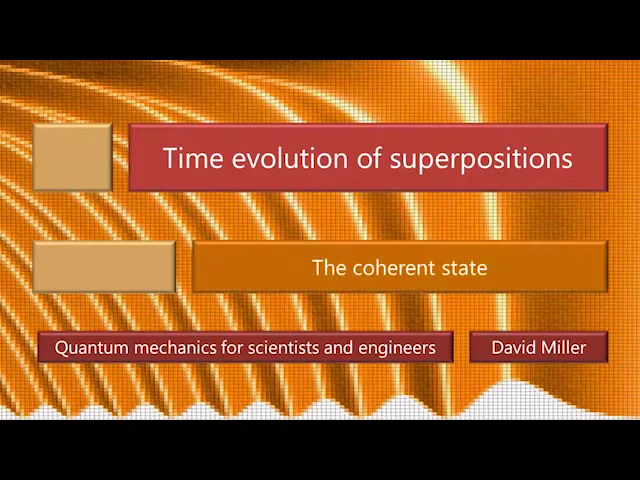 Time evolution of superpositions
The coherent state
Quantum mechanics for scientists and engineers
David Miller